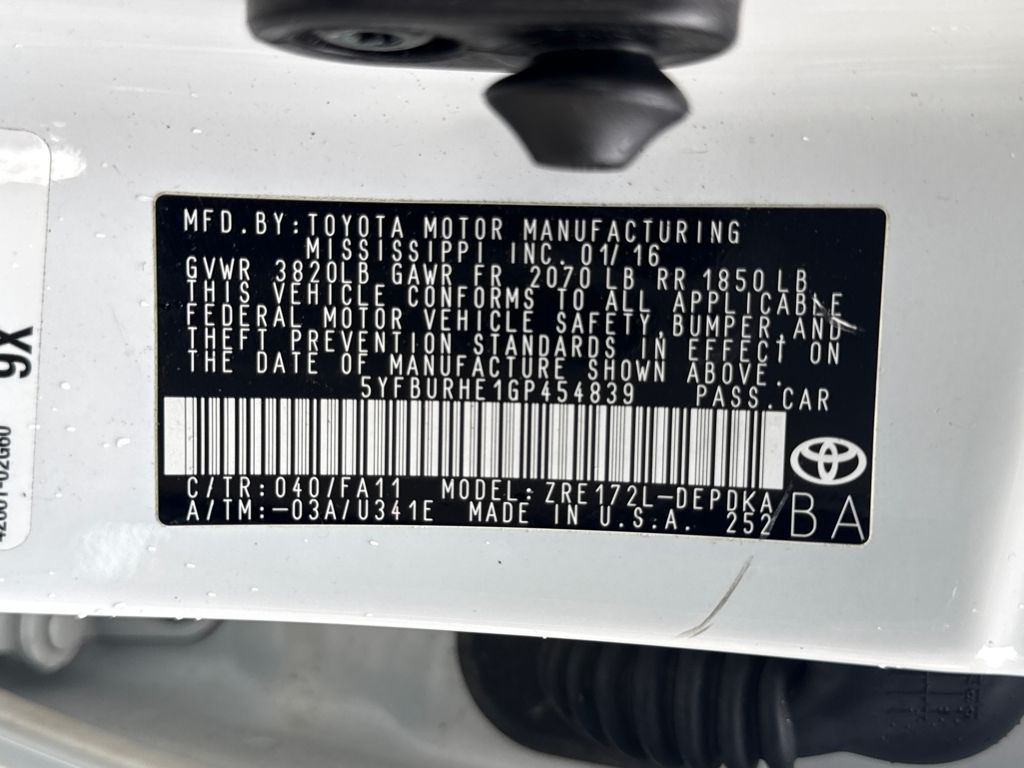 MFD.BY:TOYOTA MOTOR MANUFACTURING
MISSISSIPPI INC. 01/16
GVWR 3820LB GAWR FR 2070 LB RR 1850 LB
THIS VEHICLE CONFORMS TO ALL APPLICABLE
FEDERAL MOTOR VEHICLE SAFETY,BUMPER,AND
THEFT PREVENTION STANDARDS IN EFFECT ON
THE DATE OF MANUFACTURE SHOWN ABOVE.
5YFBURHE1GP454839 PASS.CAR
C/TR:040/FA11 MODEL:ZRE172L-DEPDKA
A/TM:-03A/U341E MADE IN U.S.A. 252
BA
9X